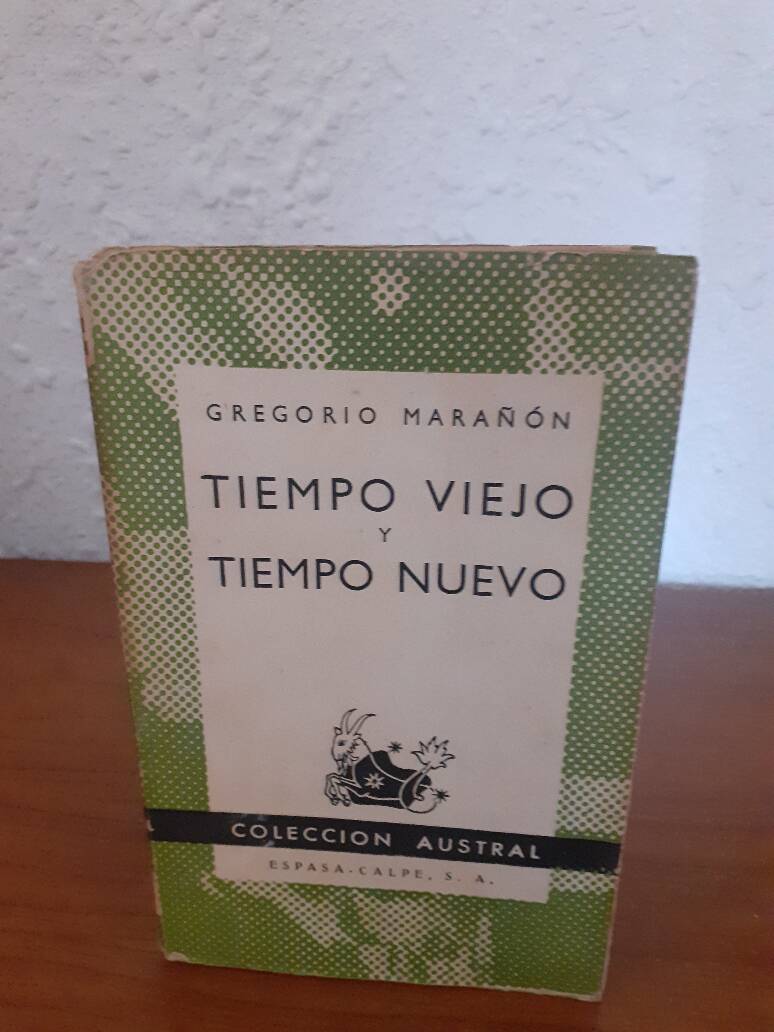 GREGORIO MARAÑÓN
TIEMPO VIEJO
Y
TIEMPO NUEVO
COLECCION AUSTRAL
ESPASA-CALPE, S. A.